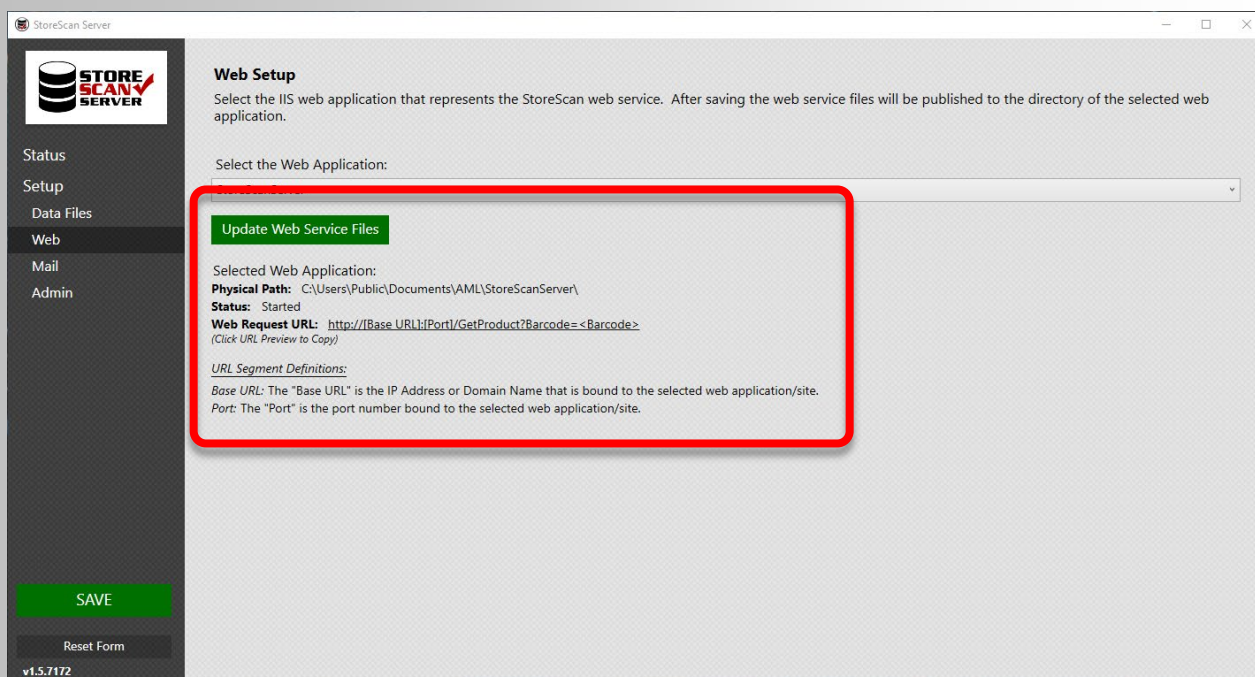 StoreScan Server
STORE
SCAN
SERVER
Status
Setup
Data Files
Web
Mail
Admin
SAVE
Reset Form
v1.5.7172
Web Setup
Select the IIS web application that represents the StoreScan web service.  After saving the web service files will be published to the directory of the selected web
application.
Select the Web Application:
Update Web Service Files
Selected Web Application:
Physical Path: C:\Users\Public\Documents\AML\StoreScanServer\
Status: Started
Web Request URL: http://[Base URL]:[Port]/GetProduct?Barcode=<Barcode>
(Click URL Preview to Copy)
URL Segment Definitions:
Base URL: The "Base URL" is the IP Address or Domain Name that is bound to the selected web application/site.
Port: The "Port" is the port number bound to the selected web application/site.